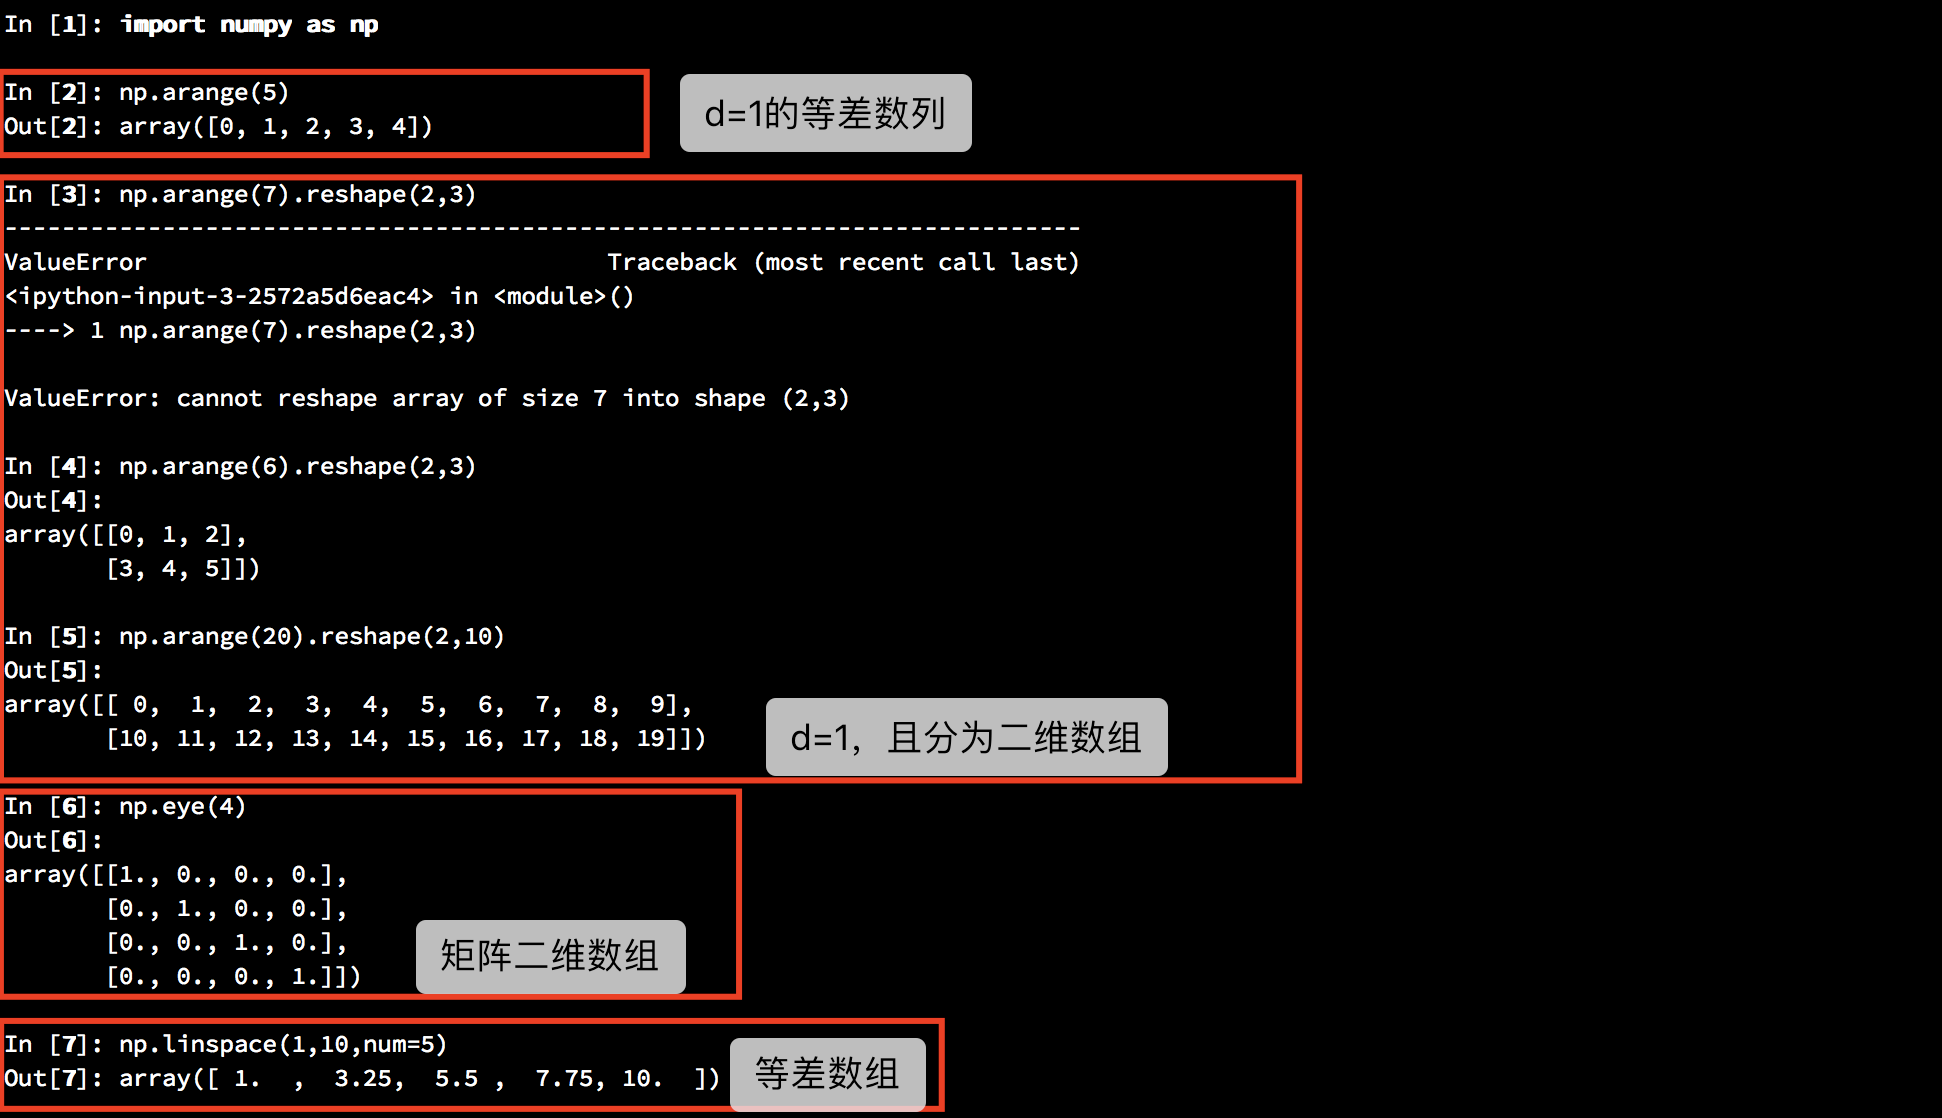 In [1]: import numpy as np
In [2]: np.arange(5)
Out[2]: array([0, 1, 2, 3, 4])
d=1的等差数列
In [3]: np.arange(7).reshape(2,3)
---------------------------------------------------------------------------
ValueError                                Traceback (most recent call last)
<ipython-input-3-2572a5d6eac4> in <module>()
----> 1 np.arange(7).reshape(2,3)
ValueError: cannot reshape array of size 7 into shape (2,3)
In [4]: np.arange(6).reshape(2,3)
Out[4]:
array([[0, 1, 2],
       [3, 4, 5]])
In [5]: np.arange(20).reshape(2,10)
Out[5]:
array([[ 0,  1,  2,  3,  4,  5,  6,  7,  8,  9],
       [10, 11, 12, 13, 14, 15, 16, 17, 18, 19]])
d=1，且分为二维数组
In [6]: np.eye(4)
Out[6]:
array([[1., 0., 0., 0.],
       [0., 1., 0., 0.],
       [0., 0., 1., 0.],
       [0., 0., 0., 1.]])
矩阵二维数组
In [7]: np.linspace(1,10,num=5)
Out[7]: array([ 1.  ,  3.25,  5.5 ,  7.75, 10.  ])
等差数组